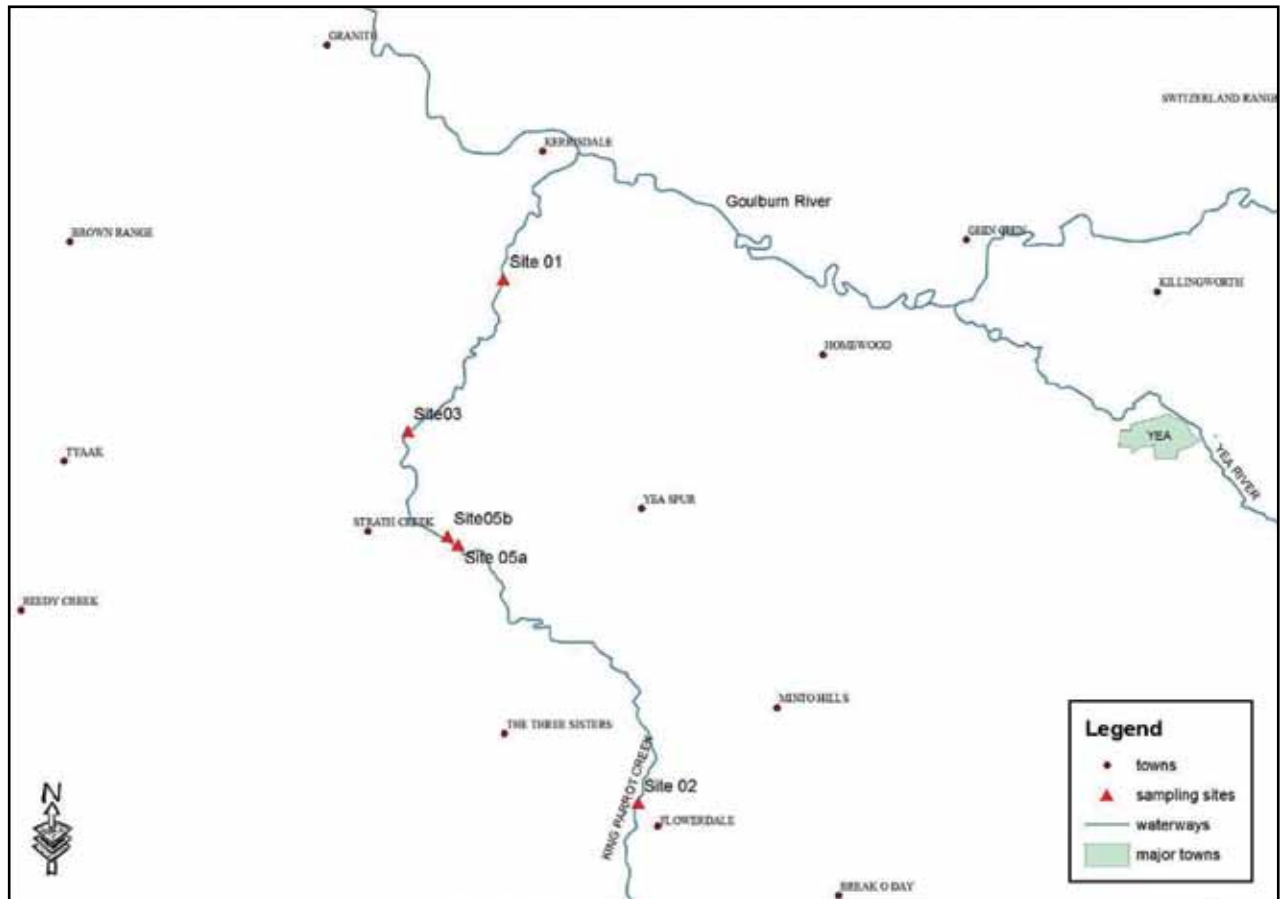 GRANITE
SWITZERLAND RANGE
KERRISDALE
Goulburn River
BROWN RANGE
GHIN GHIN
Site 01
KILLINGWORTH
HOMEWOOD
Site03
YEA
TYAAK
YEA RIVER
YEA SPUR
STRATH CREEK
Site05b
Site 05a
REEDY CREEK
MINTO HILLS
THE THREE SISTERS
KING PARROT CREEK
Site 02
FLOWERDALE
BREAK O DAY
N
Legend
towns
sampling sites
waterways
major towns